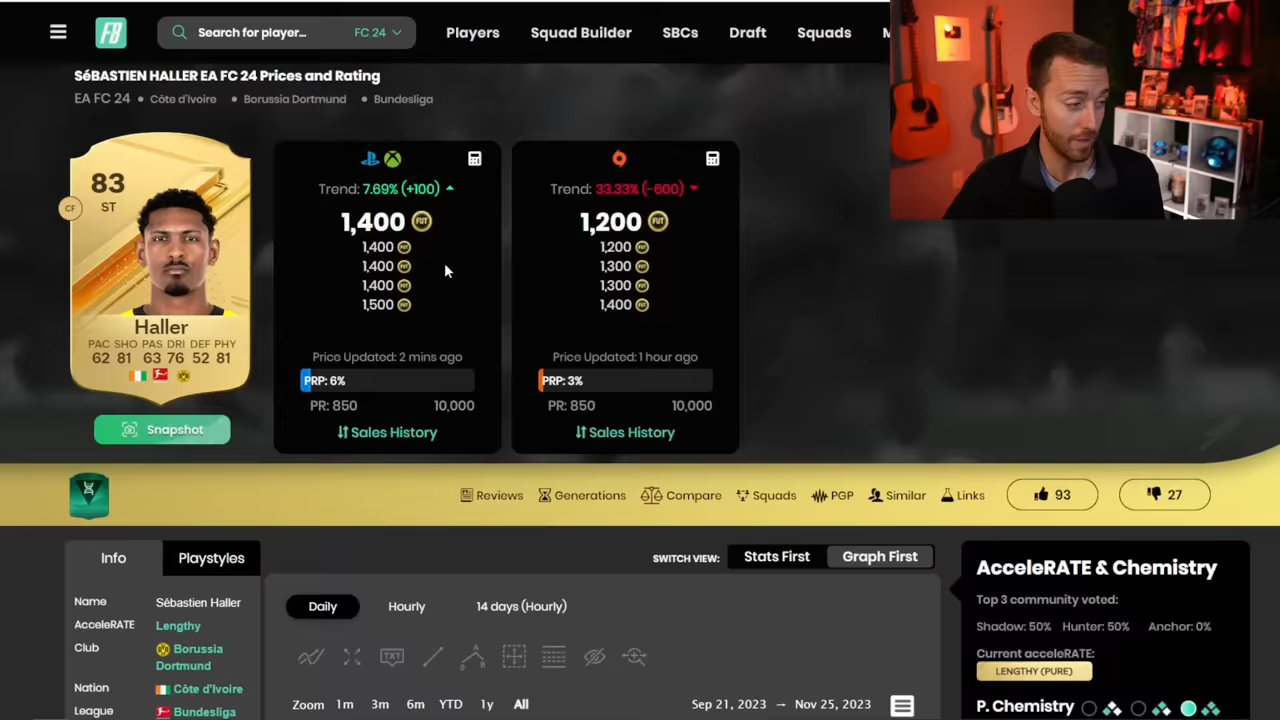 FB
Search for player...
FC 24
Players
Squad Builder
SBCs
Draft
Squads
SéBASTIEN HALLER EA FC 24 Prices and Rating
EA FC 24 • Côte d'Ivoire • Borussia Dortmund • Bundesliga
83
ST
CF
Haller
PAC SHO PAS DRI DEF PHY
62 81 63 76 52 81
Snapshot
Trend: 7.69% (+100)
1,400
1,400
1,400
1,400
1,500
Price Updated: 2 mins ago
PRP: 6%
PR: 850
10,000
Sales History
Trend: 33.33% (-600)
1,200
1,200
1,300
1,300
1,400
Price Updated: 1 hour ago
PRP: 3%
PR: 850
10,000
Sales History
Reviews
Generations
Compare
Squads
PGP
Similar
Links
93
27
Info
Playstyles
SWITCH VIEW:
Stats First
Graph First
Name
Sébastien Haller
AcceleRATE
Lengthy
Club
Borussia
Dortmund
Nation
Côte d'Ivoire
League
Bundesliga
Daily
Hourly
14 days (Hourly)
TXT
Zoom
1m
3m
6m
YTD
1y
All
Sep 21, 2023 → Nov 25, 2023
AcceleRATE & Chemistry
Top 3 community voted:
Shadow: 50% Hunter: 50% Anchor: 0%
Current acceleRATE:
LENGTHY (PURE)
P. Chemistry